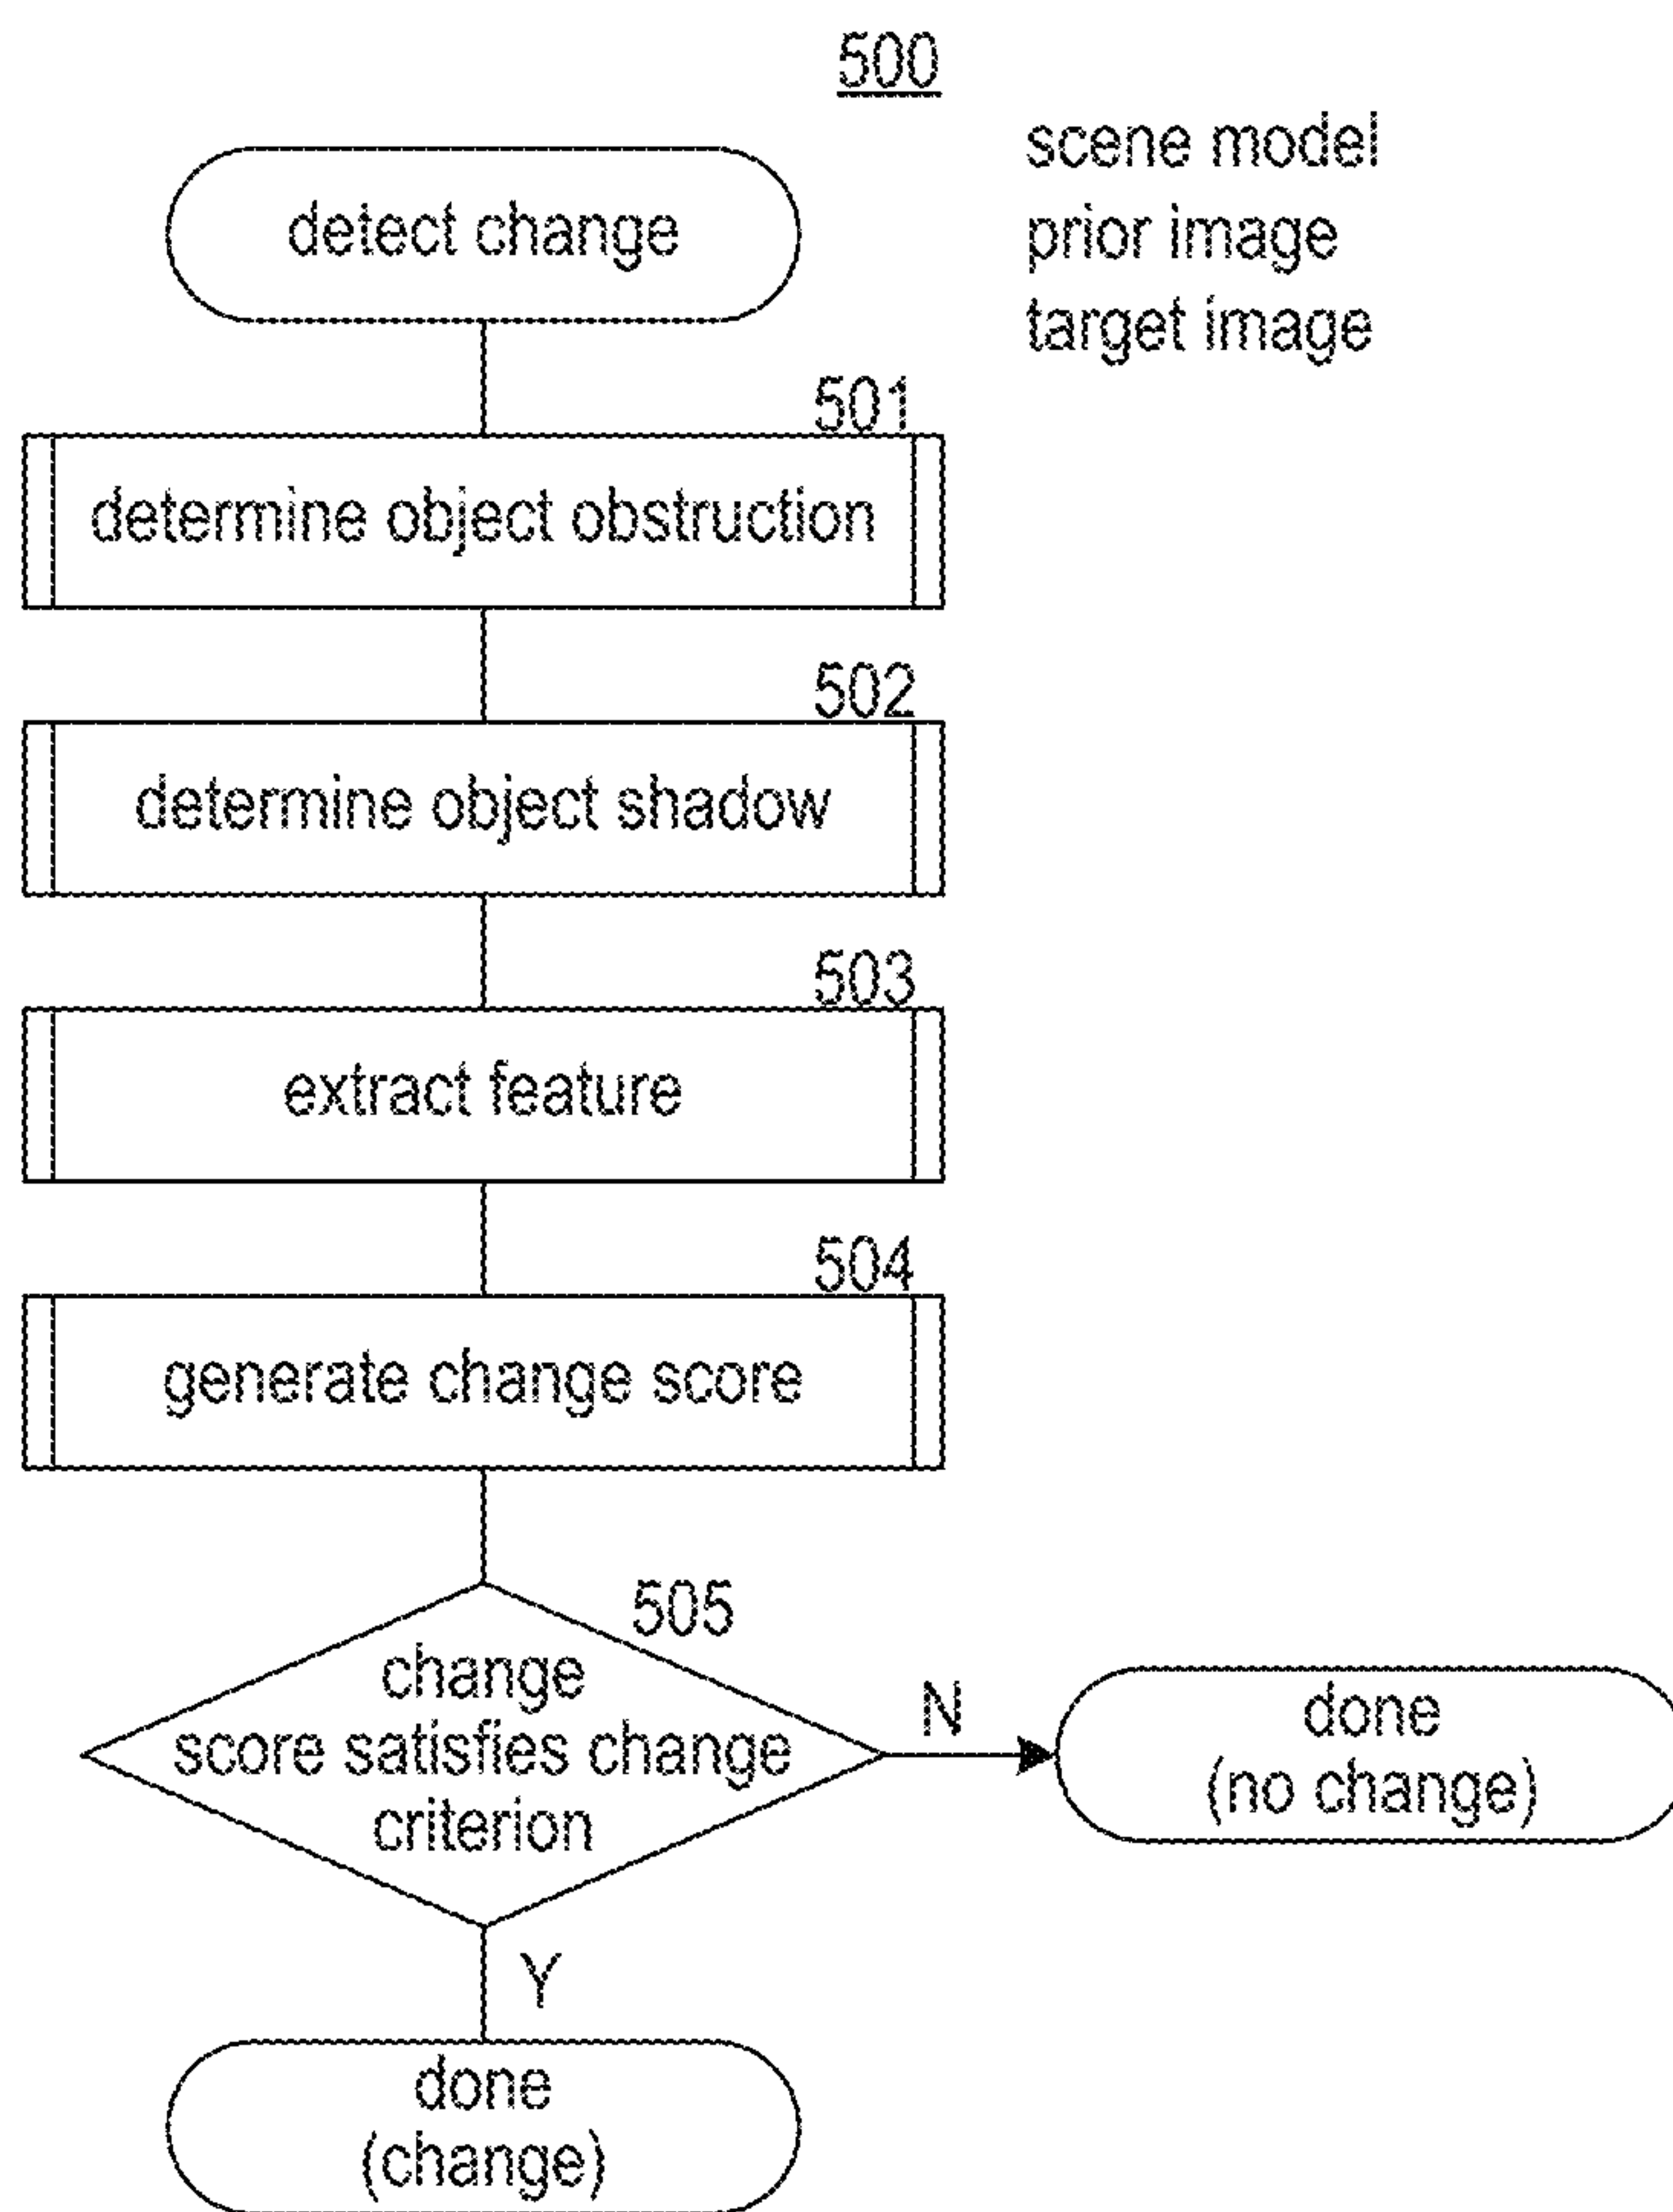 500
scene model
prior image
target image
detect change
501
determine object obstruction
502
determine object shadow
503
extract feature
504
generate change score
505
change
score satisfies change
criterion
N
done
(no change)
Y
done
(change)